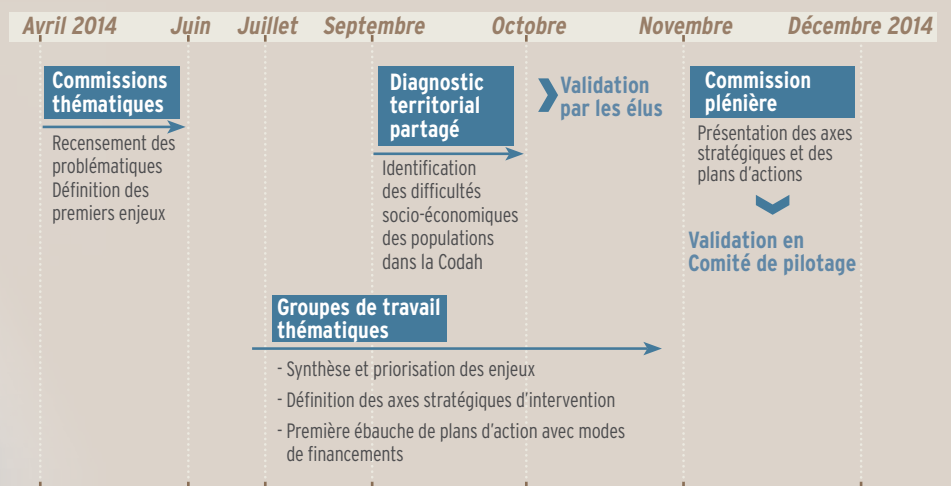 Avril 2014 Juin Juillet Septembre Octobre Novembre Décembre 2014
Commissions
thématiques
Recensement des
problématiques
Définition des
premiers enjeux
Diagnostic
territorial
partagé
Identification
des difficultés
socio-économiques
des populations
dans la Codah
Validation
par les élus
Commission
plénière
Présentation des axes
stratégiques et des
plans d'actions
Validation en
Comité de pilotage
Groupes de travail
thématiques
- Synthèse et priorisation des enjeux
- Définition des axes stratégiques d'intervention
- Première ébauche de plans d'action avec modes
de financements